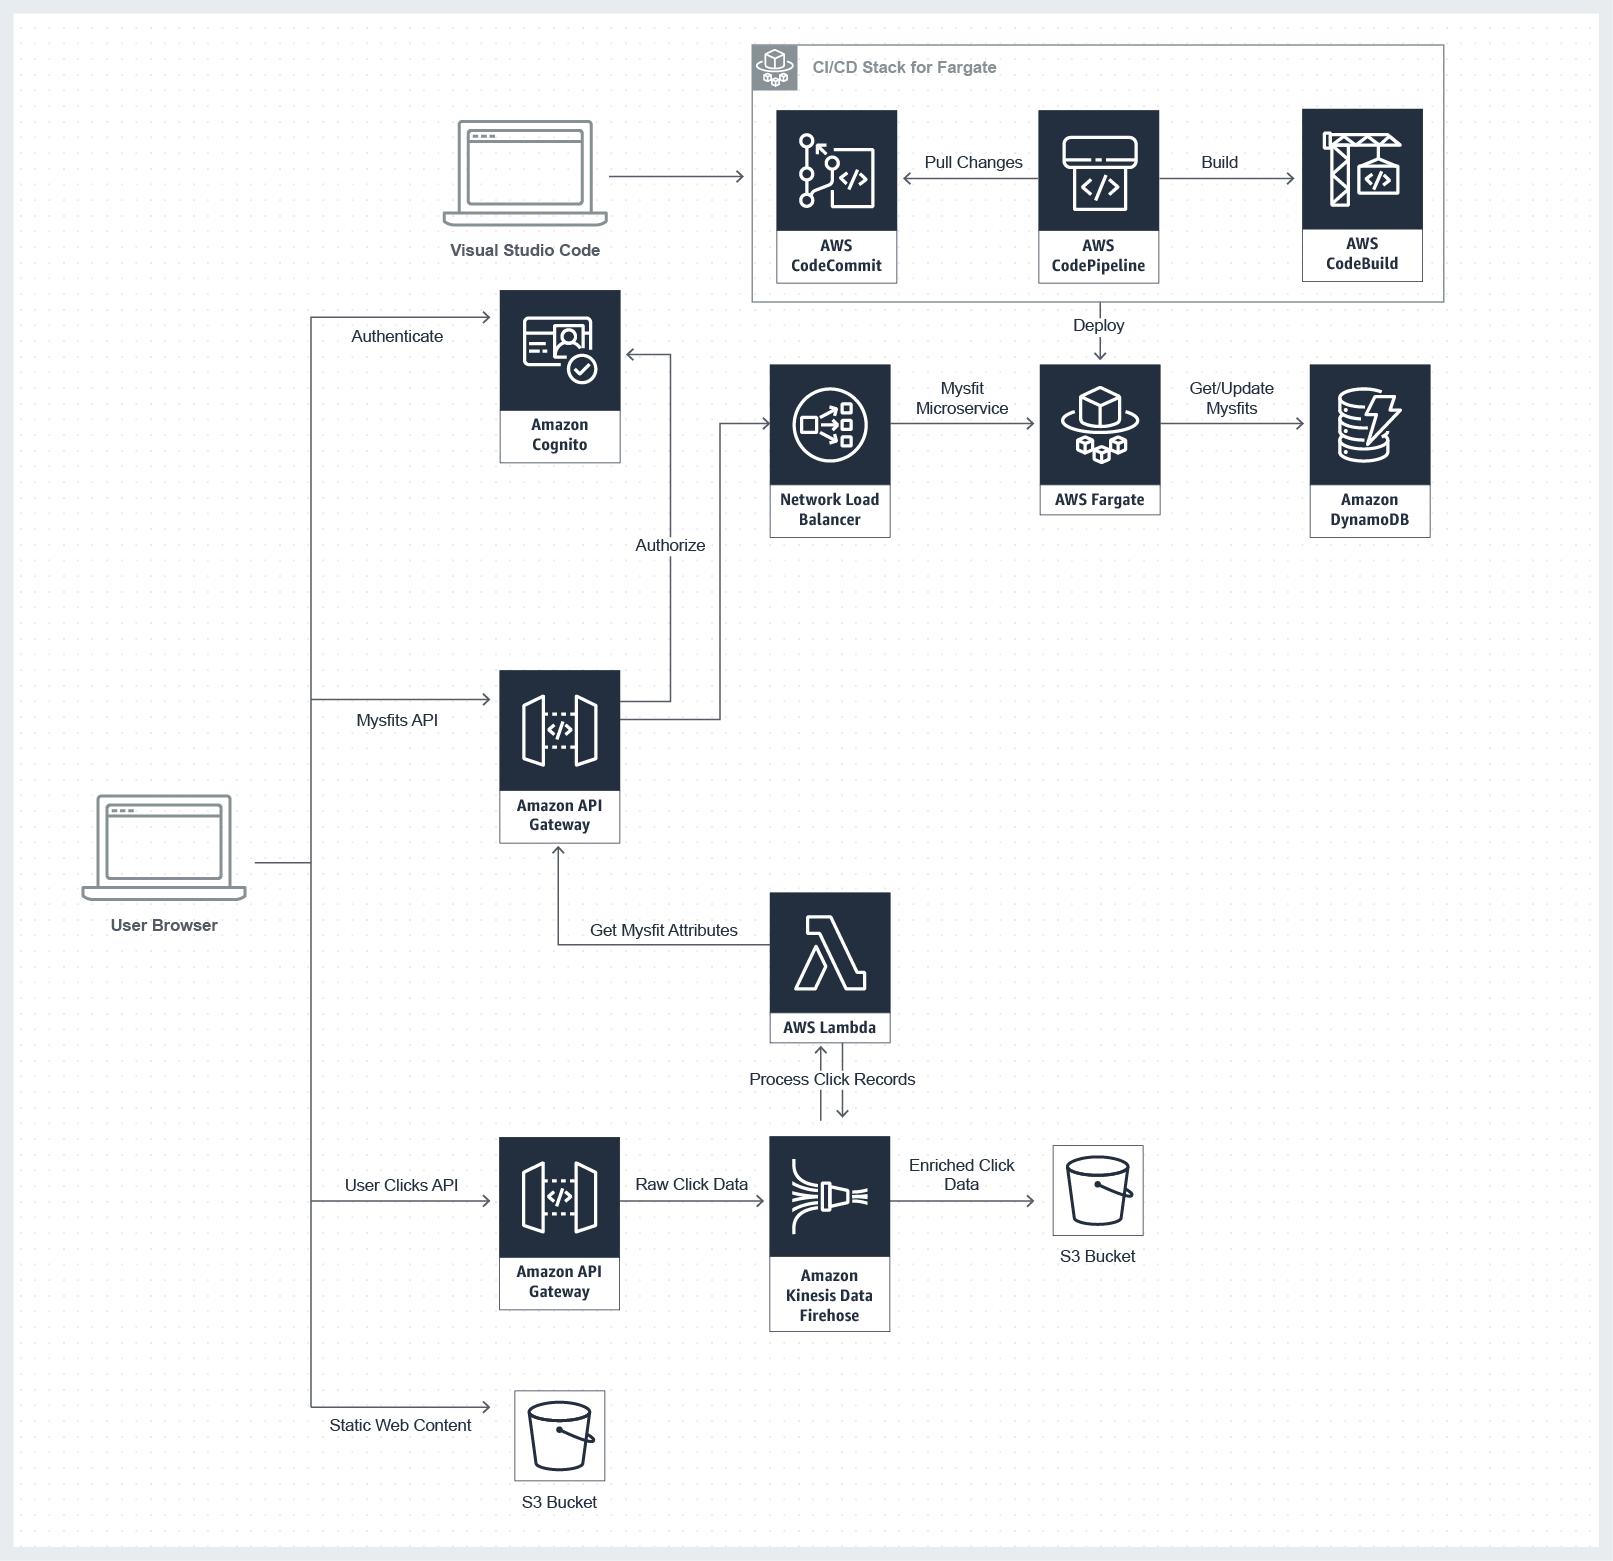 CI/CD Stack for Fargate
Pull Changes
Build
AWS
CodeCommit
AWS
CodePipeline
AWS
CodeBuild
Visual Studio Code
Deploy
Authenticate
Amazon
Cognito
Mysfit
Microservice
Get/Update
Mysfits
Network Load
Balancer
AWS Fargate
Amazon
DynamoDB
Authorize
Mysfits API
Amazon API
Gateway
User Browser
Get Mysfit Attributes
AWS Lambda
Process Click Records
User Clicks API
Raw Click Data
Enriched Click
Data
Amazon API
Gateway
Amazon
Kinesis Data
Firehose
S3 Bucket
Static Web Content
S3 Bucket